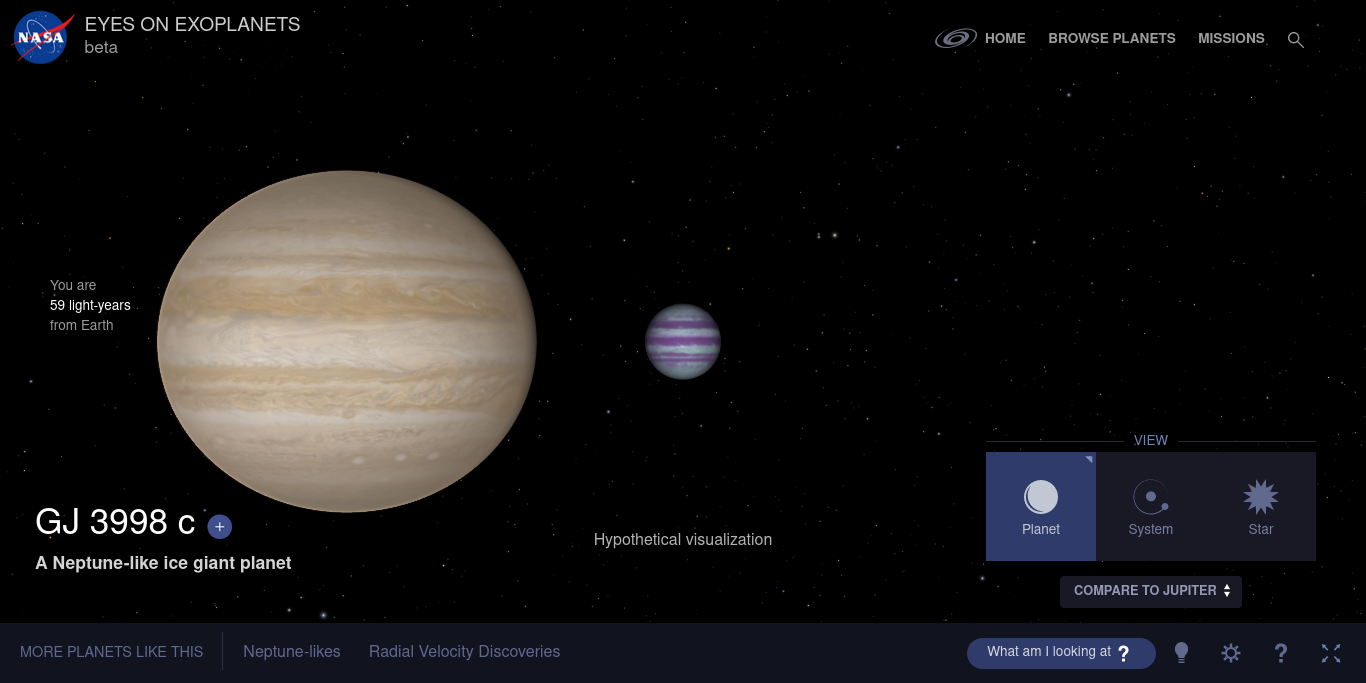 NASA
EYES ON EXOPLANETS
beta
HOME
BROWSE PLANETS
MISSIONS
You are
59 light-years
from Earth
GJ 3998 c +
A Neptune-like ice giant planet
Hypothetical visualization
VIEW
Planet
System
Star
COMPARE TO JUPITER
MORE PLANETS LIKE THIS
Neptune-likes
Radial Velocity Discoveries
What am I looking at ?
?